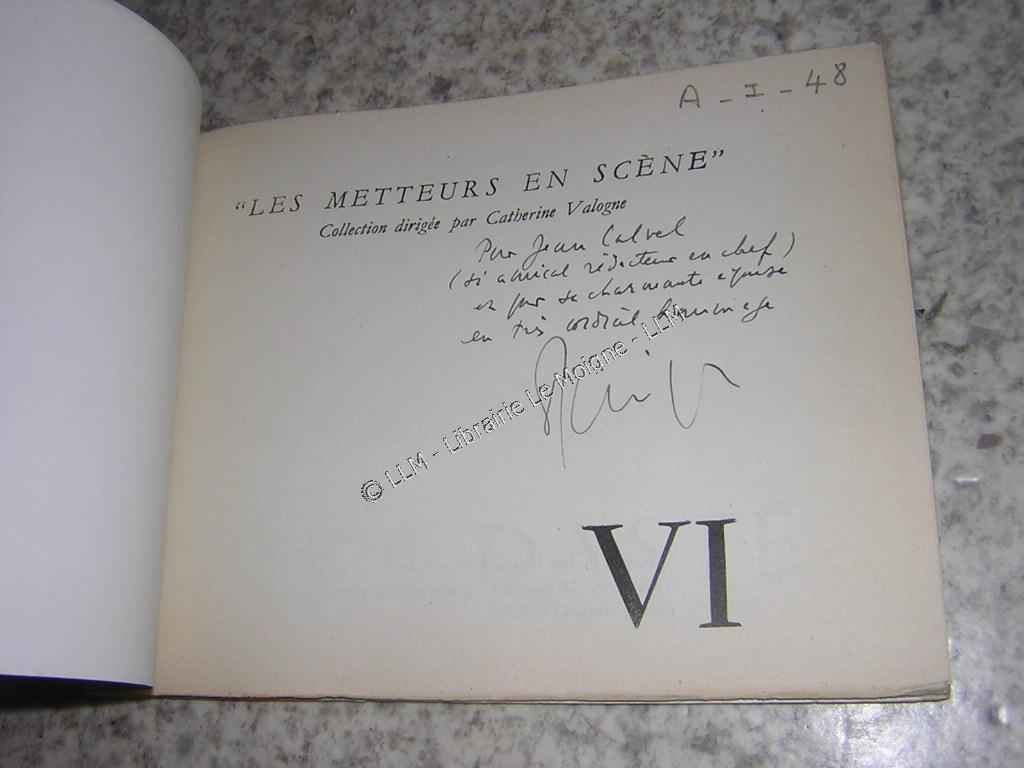 A - I - 48
“LES METTEURS EN SCÈNE”
Collection dirigée par Catherine Valogne
Pour Jean Calvel
(si amical rédacteur en chef)
et pour sa charmante épouse
en très cordial hommage
© LLM - Librairie Le Moigne - LLM
VI